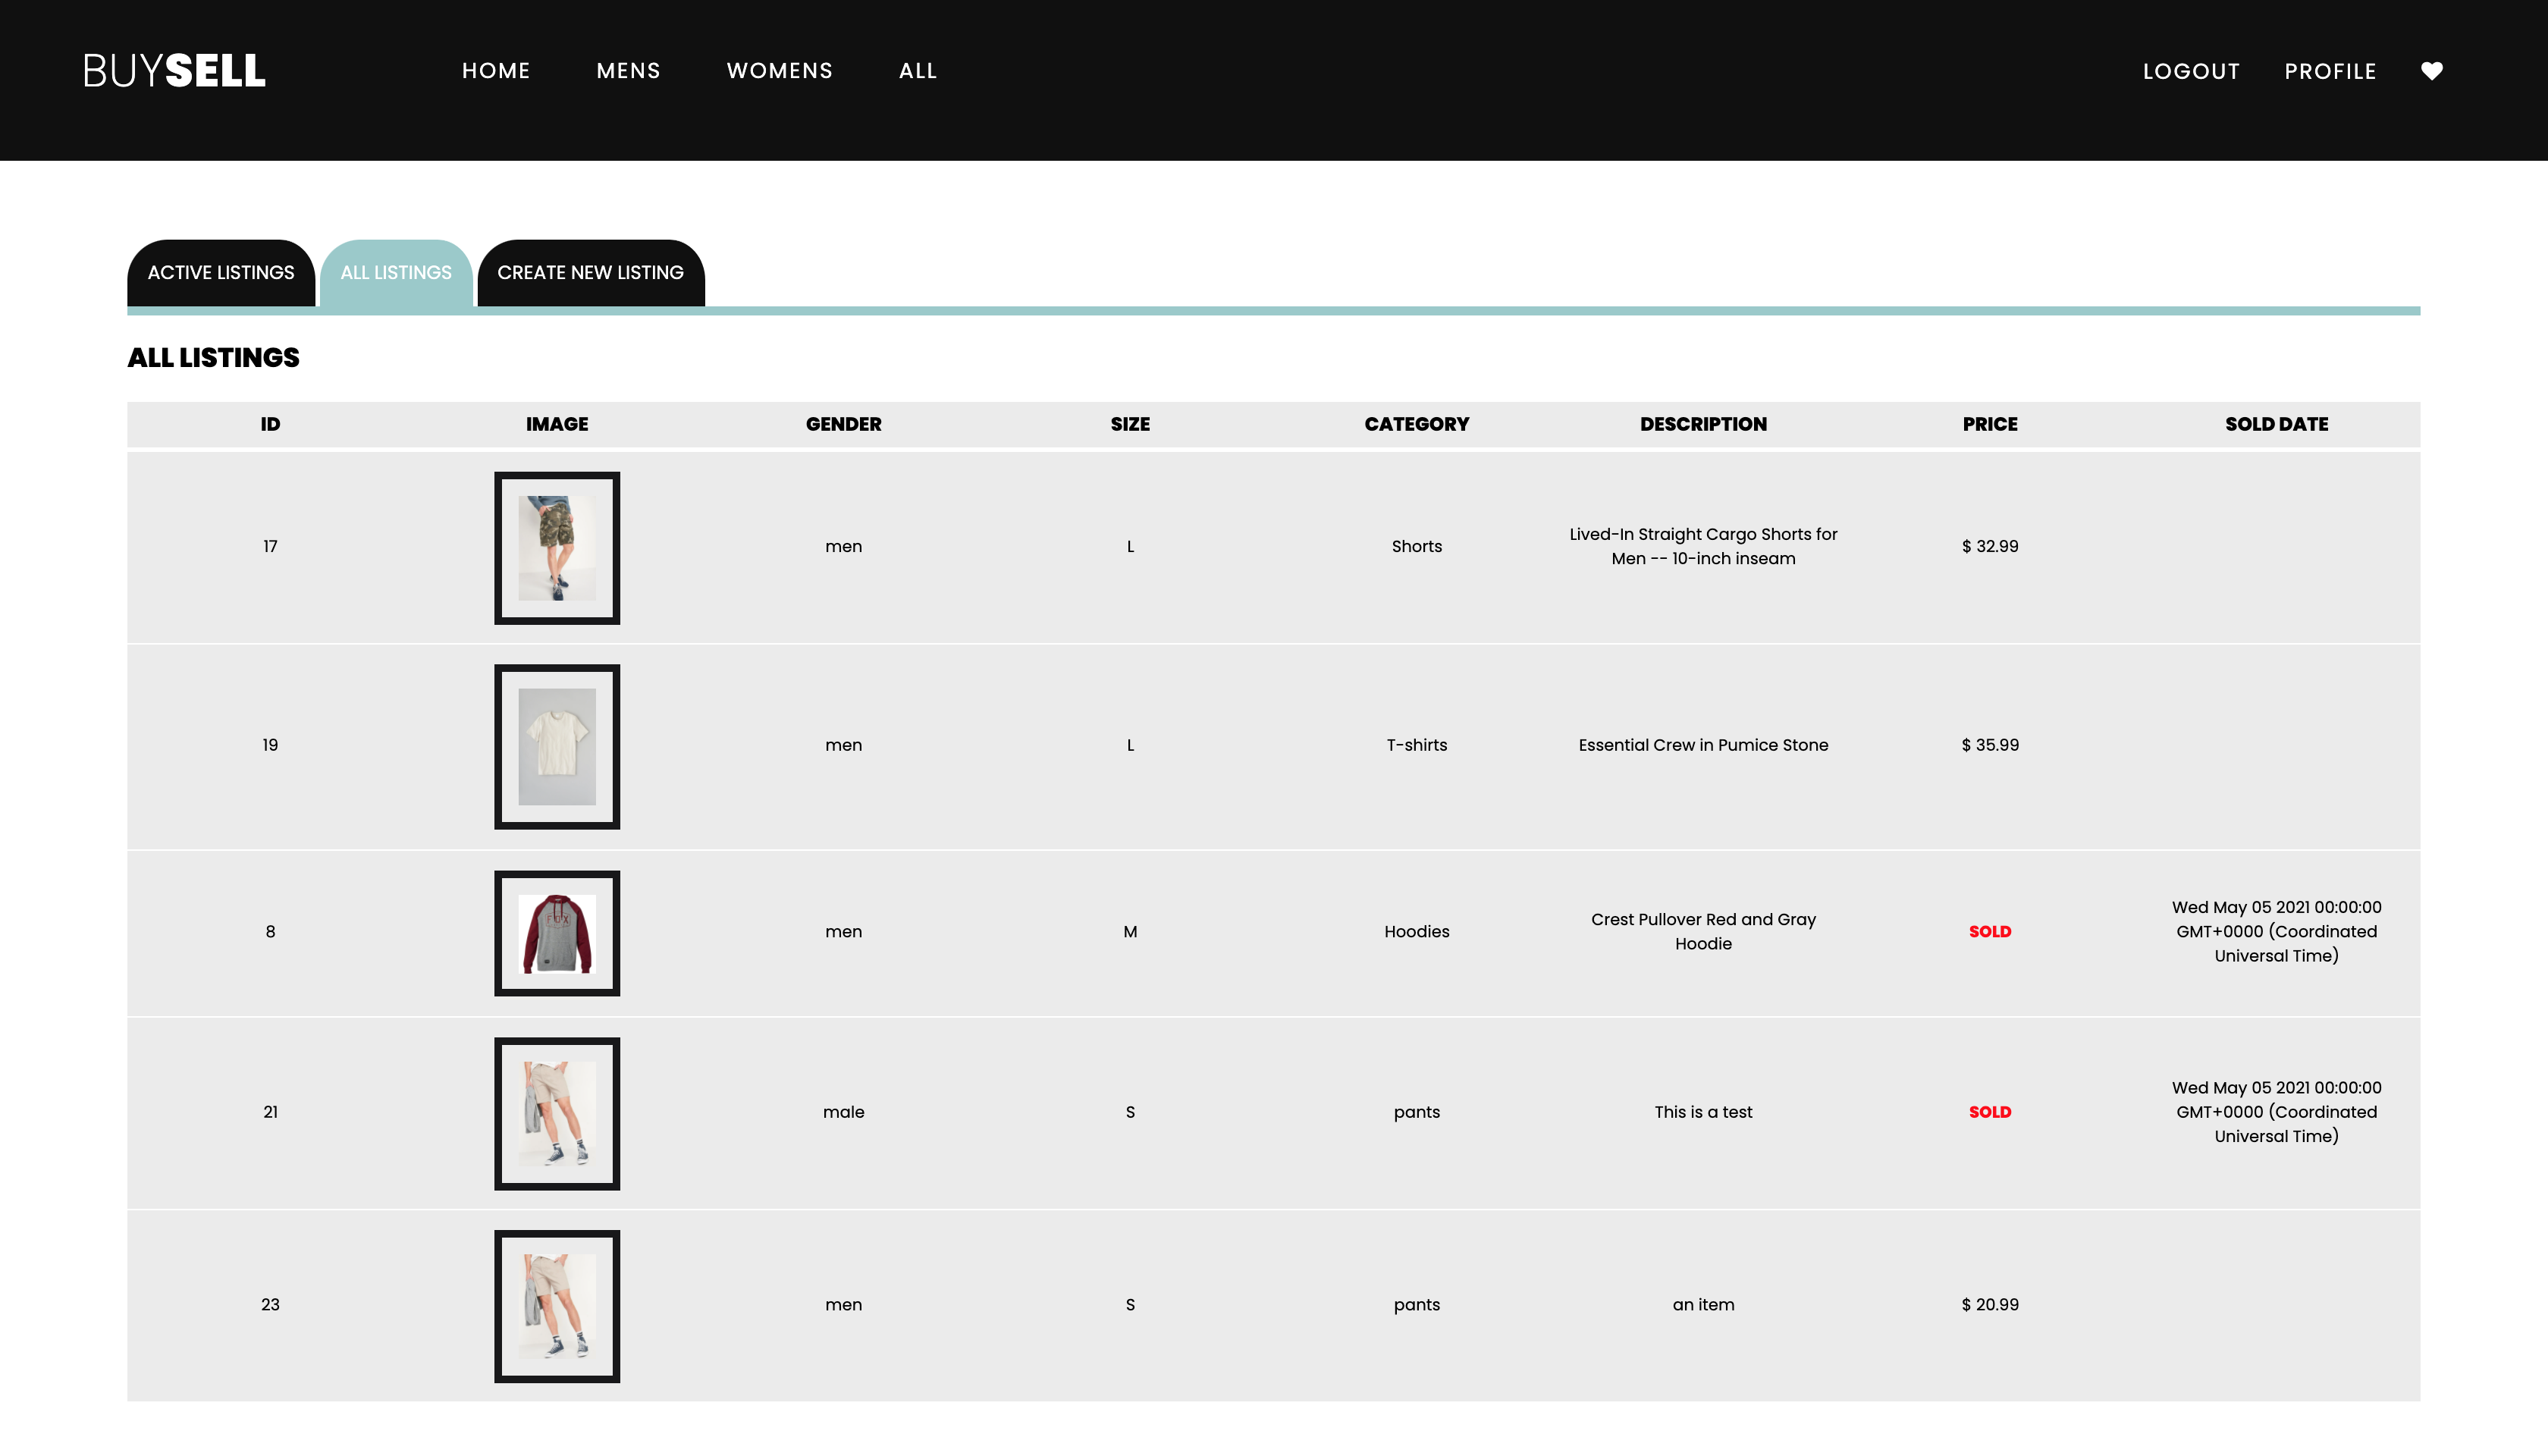 BUYSELL HOME MENS WOMENS ALL LOGOUT PROFILE
ACTIVE LISTINGS ALL LISTINGS CREATE NEW LISTING
ALL LISTINGS
ID IMAGE GENDER SIZE CATEGORY DESCRIPTION PRICE SOLD DATE
17 men L Shorts Lived-In Straight Cargo Shorts for $ 32.99
Men -- 10-inch inseam
19 men L T-shirts Essential Crew in Pumice Stone $ 35.99
FOX
8 men M Hoodies Crest Pullover Red and Gray SOLD Wed May 05 2021 00:00:00
Hoodie GMT+0000 (Coordinated
Universal Time)
21 male S pants This is a test SOLD Wed May 05 2021 00:00:00
GMT+0000 (Coordinated
Universal Time)
23 men S pants an item $ 20.99